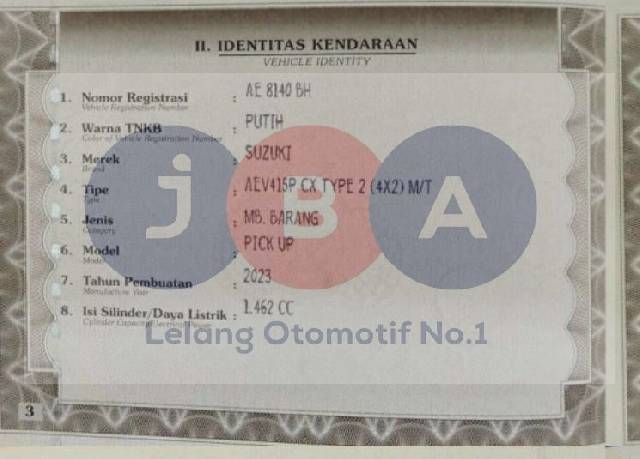 II. IDENTITAS KENDARAAN
VEHICLE IDENTITY
1. Nomor Registrasi : AE 8140 BH
Vehicle Registration Number
2. Warna TNKB : PUTIH
Color of Vehicle Registration Number
3. Merek : SUZUKI
Brand
4. Tipe : AEV415P CX TYPE 2 (4X2) M/T
Type
5. Jenis : MB. BARANG
Category
6. Model : PICK UP
Model
7. Tahun Pembuatan : 2023
Manufacture Year
8. Isi Silinder/Daya Listrik : 1.462 CC
Cylinder Capacity/Electrical Power
JBA
Lelang Otomotif No.1
3